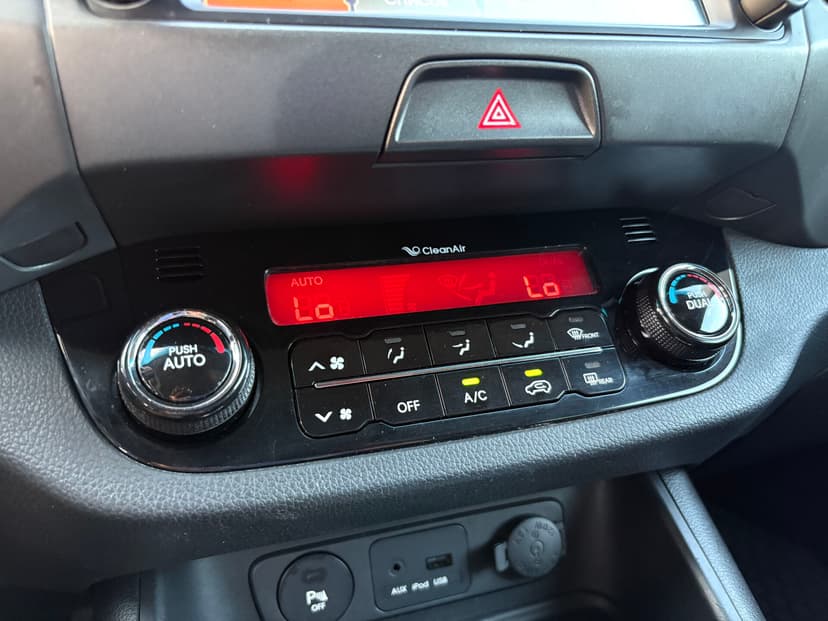 CleanAir
AUTO
Lo
Lo
PUSH
AUTO
PUSH
DUAL
FRONT
OFF
A/C
REAR
P
OFF
AUX
iPod
USB